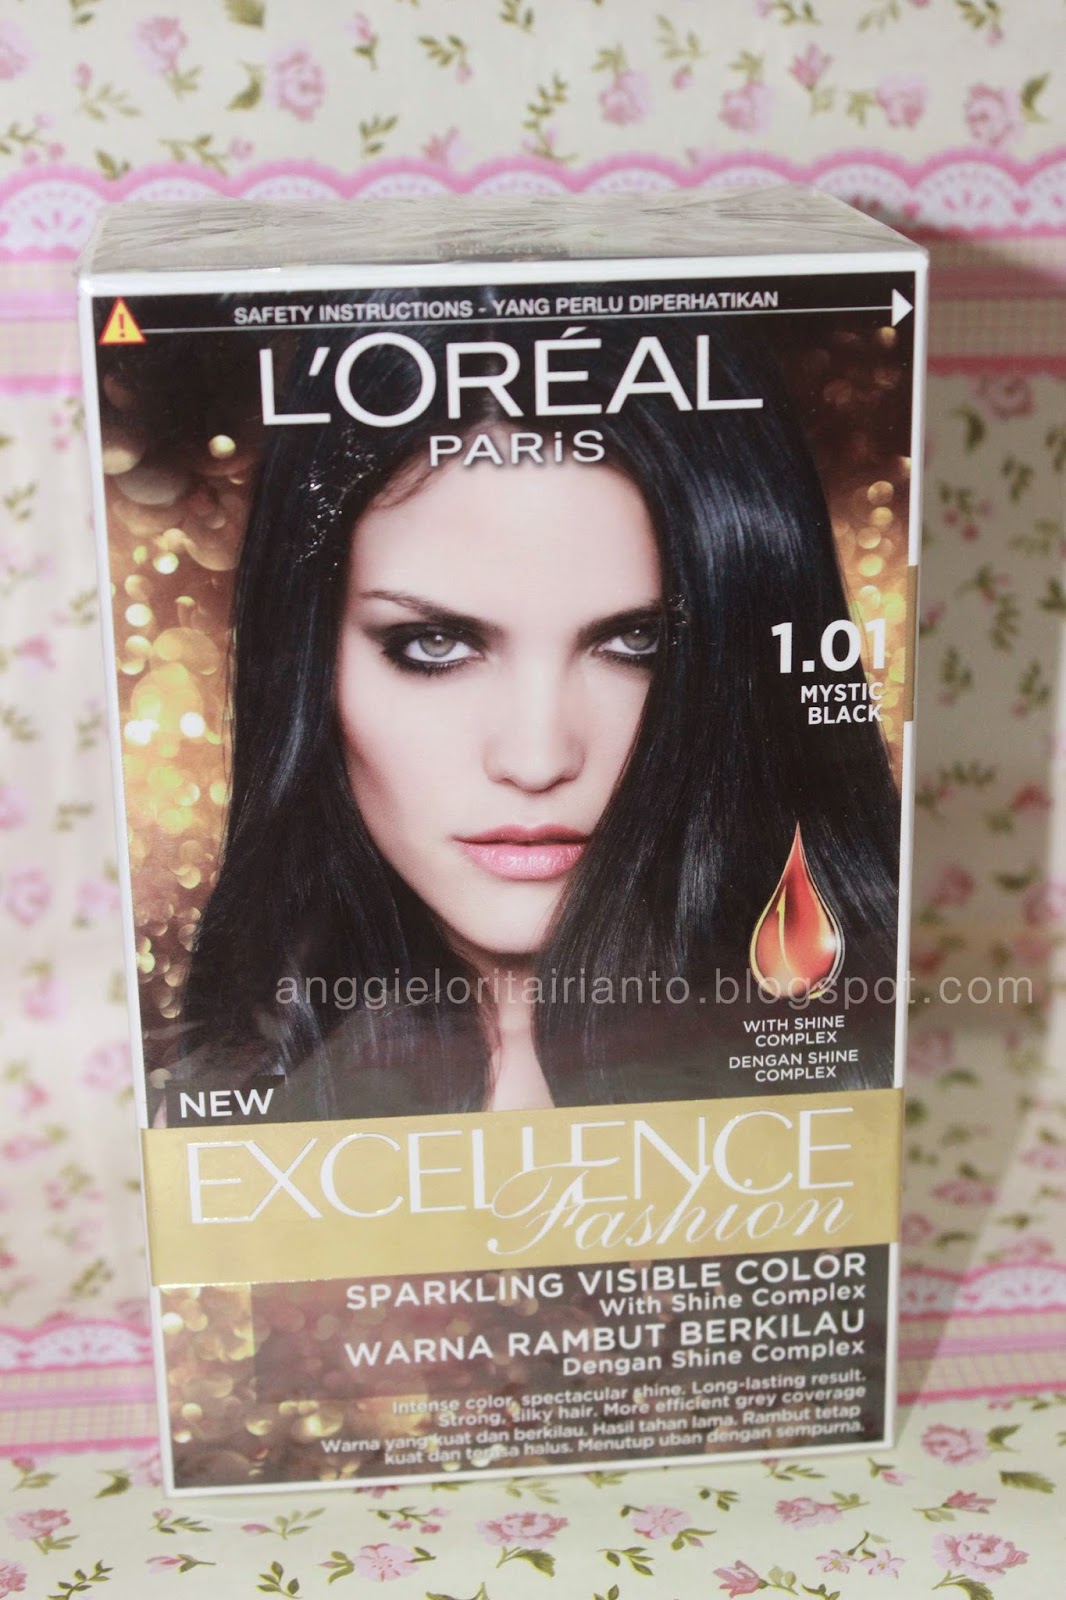 SAFETY INSTRUCTIONS - YANG PERLU DIPERHATIKAN
L'ORÉAL
PARiS
1.01
MYSTIC
BLACK
anggieloritairianto.blogspot.com
WITH SHINE
COMPLEX
DENGAN SHINE
COMPLEX
NEW
EXCELLENCE
Fashion
SPARKLING VISIBLE COLOR
With Shine Complex
WARNA RAMBUT BERKILAU
Dengan Shine Complex
Intense color, spectacular shine. Long-lasting result.
Strong, silky hair. More efficient grey coverage
Warna yang kuat dan berkilau. Hasil tahan lama. Rambut tetap
kuat dan terasa halus. Menutup uban dengan sempurna.